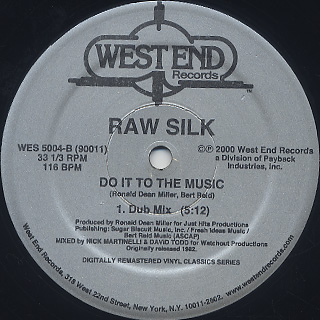 WEST END
Records
TM
RAW SILK
WES 5004-B (90011)
33 1/3 RPM
116 BPM
©℗ 2000 West End Records
a Division of Payback
Industries, Inc.
DO IT TO THE MUSIC
(Ronald Dean Miller, Bert Reid)
1. Dub Mix (5:12)
Produced by Ronald Dean Miller for Just Hits Productions
Publishing: Sugar Biscuit Music, Inc. / Fresh Ideas Music /
Bert Reid Music (ASCAP)
MIXED by NICK MARTINELLI & DAVID TODD for Watchout Productions
Originally released 1982.
DIGITALLY REMASTERED VINYL CLASSICS SERIES
West End Records, 318 West 22nd Street, New York, N.Y. 10011-2602. www.westendrecords.com